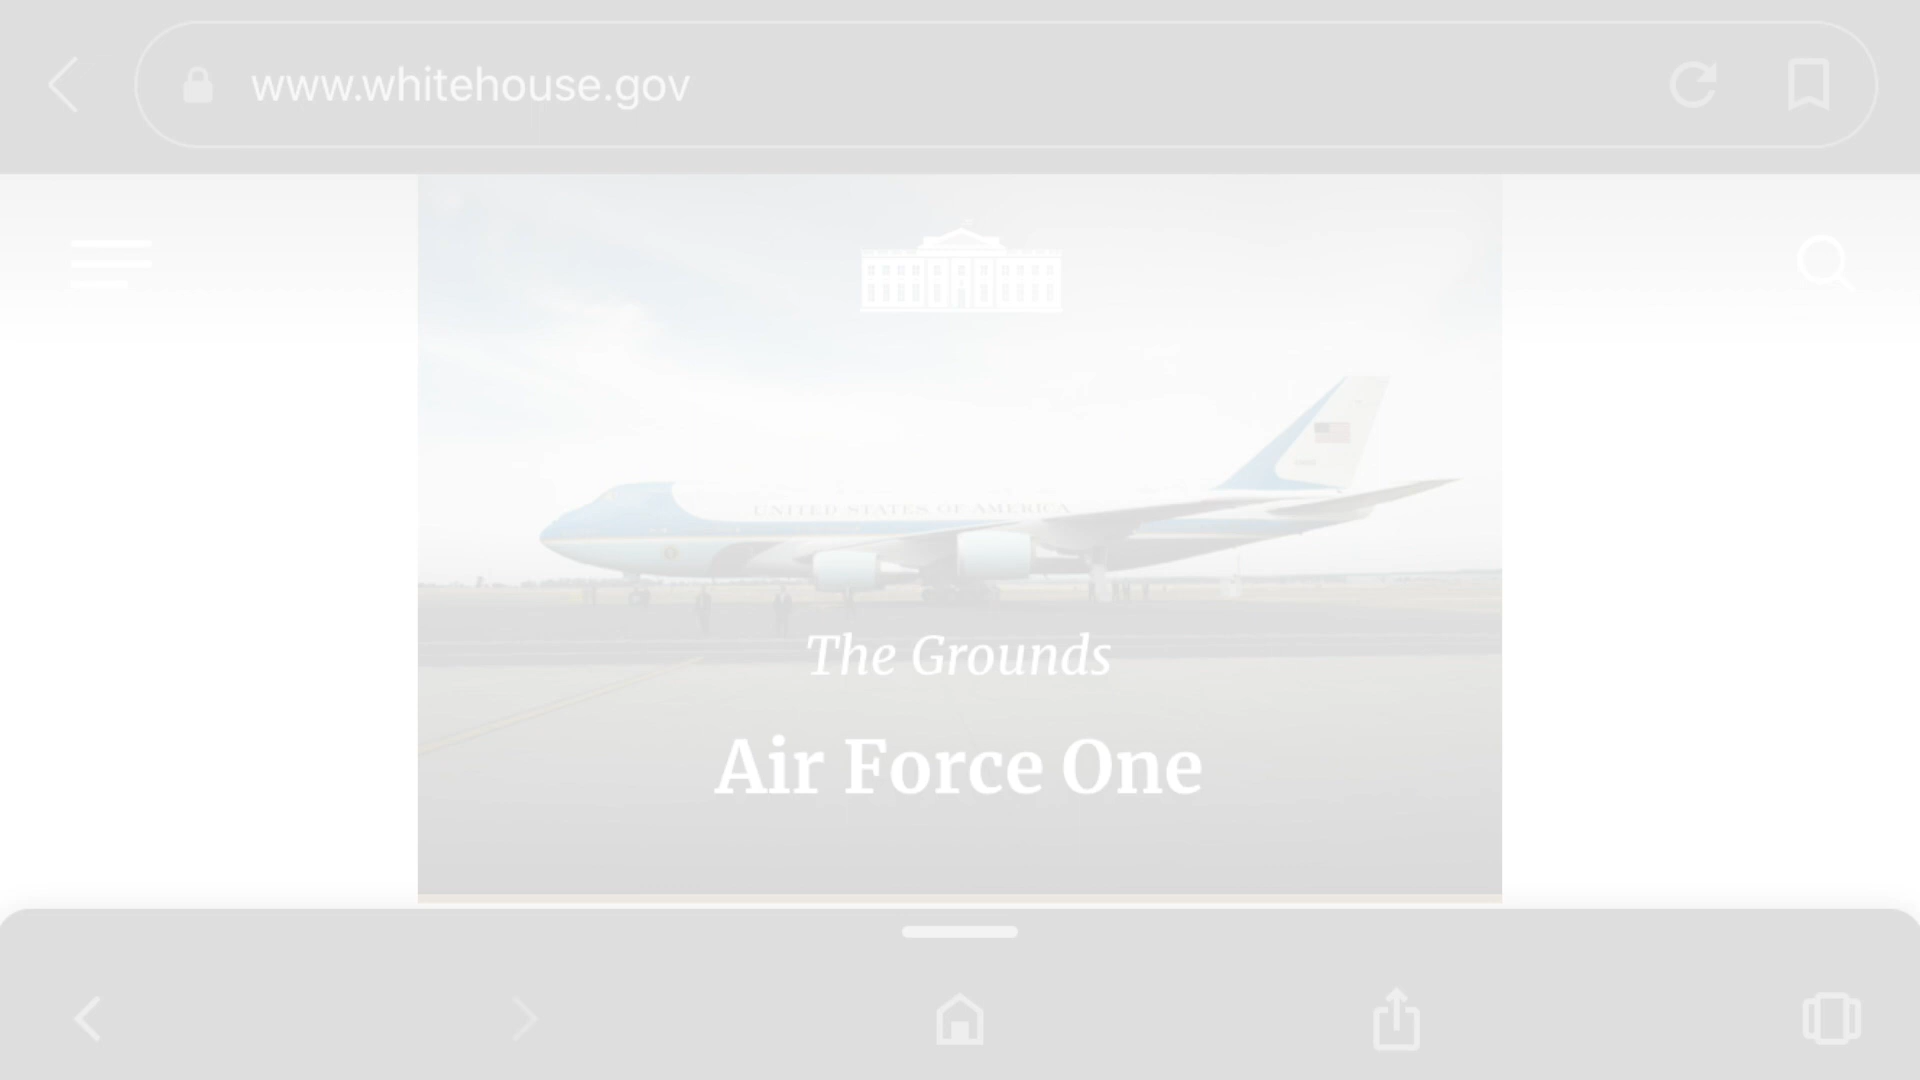 www.whitehouse.gov
UNITED STATES OF AMERICA
The Grounds
Air Force One